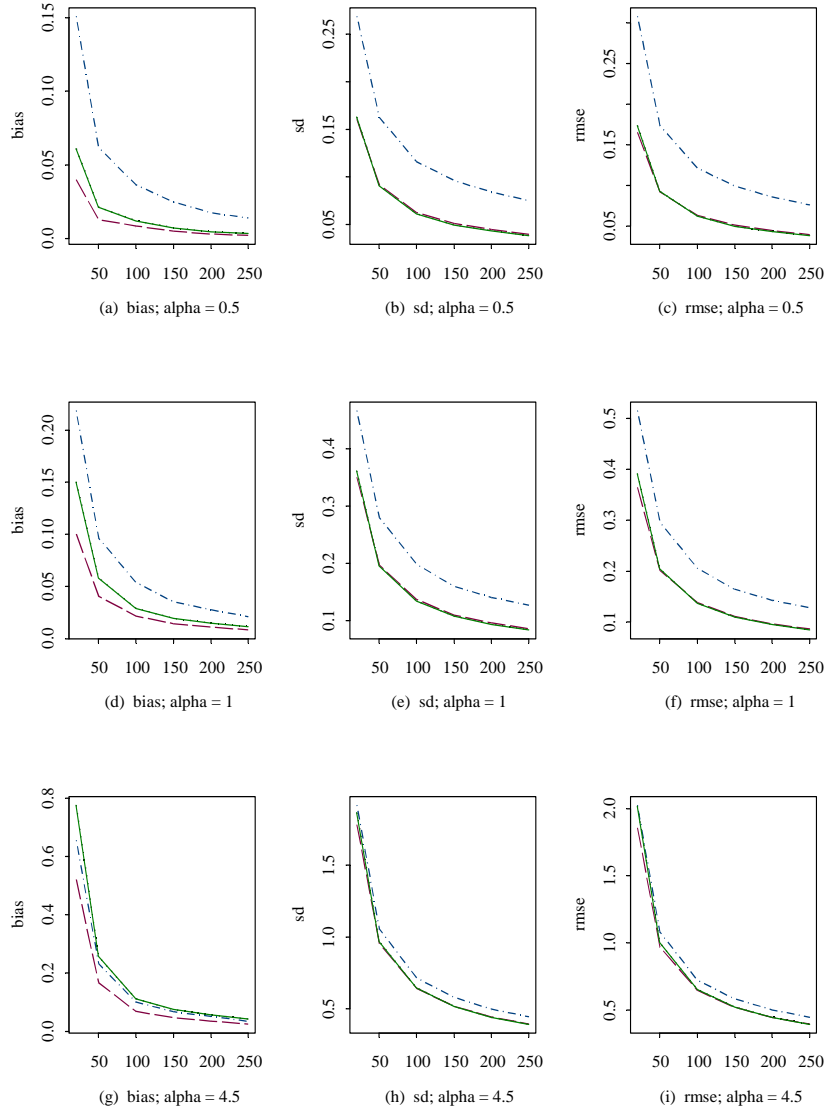 bias
0.0 0.05 0.10 0.15
50 100 150 200 250
(a) bias; alpha = 0.5
sd
0.05 0.15 0.25
50 100 150 200 250
(b) sd; alpha = 0.5
rmse
0.05 0.15 0.25
50 100 150 200 250
(c) rmse; alpha = 0.5
bias
0.0 0.05 0.10 0.15 0.20
50 100 150 200 250
(d) bias; alpha = 1
sd
0.1 0.2 0.3 0.4
50 100 150 200 250
(e) sd; alpha = 1
rmse
0.1 0.2 0.3 0.4 0.5
50 100 150 200 250
(f) rmse; alpha = 1
bias
0.0 0.2 0.4 0.6 0.8
50 100 150 200 250
(g) bias; alpha = 4.5
sd
0.5 1.0 1.5
50 100 150 200 250
(h) sd; alpha = 4.5
rmse
0.5 1.0 1.5 2.0
50 100 150 200 250
(i) rmse; alpha = 4.5